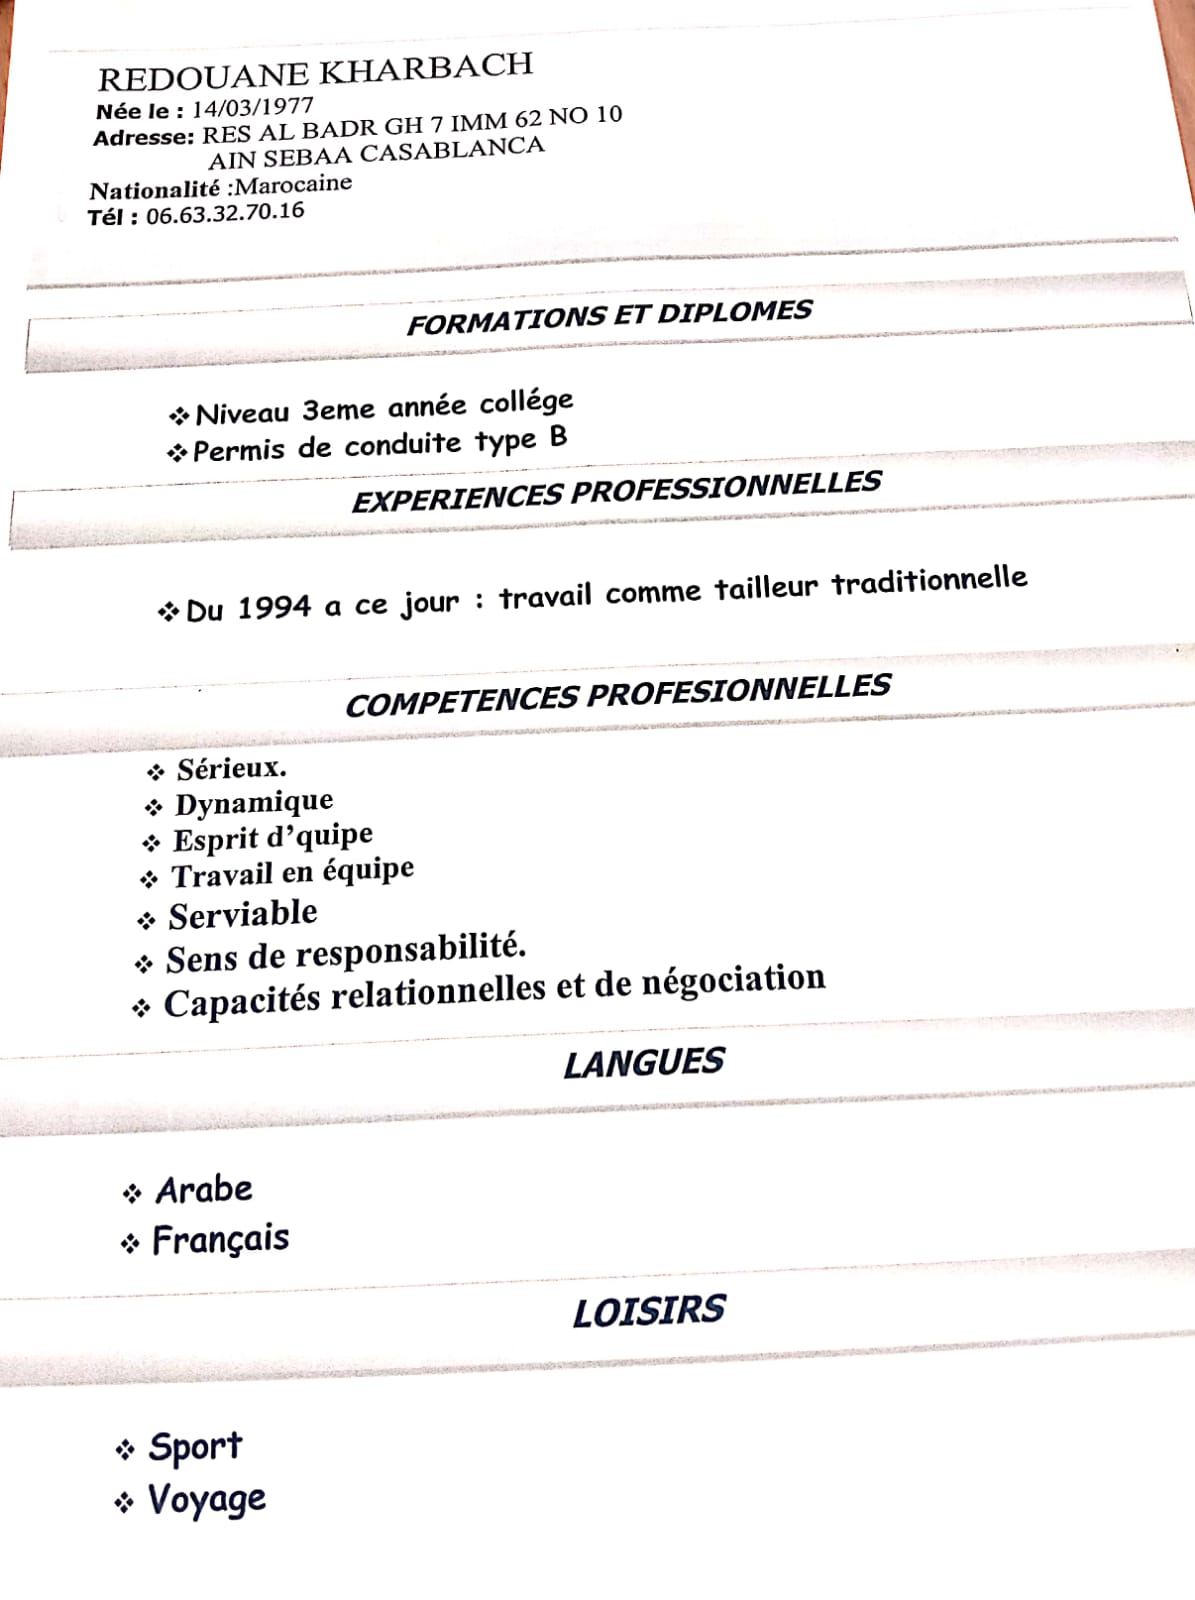 REDOUANE KHARBACH
Née le : 14/03/1977
Adresse: RES AL BADR GH 7 IMM 62 NO 10
AIN SEBAA CASABLANCA
Nationalité :Marocaine
Tél : 06.63.32.70.16
FORMATIONS ET DIPLOMES
❖Niveau 3eme année collége
❖Permis de conduite type B
EXPERIENCES PROFESSIONNELLES
❖Du 1994 a ce jour : travail comme tailleur traditionnelle
COMPETENCES PROFESIONNELLES
❖ Sérieux.
❖ Dynamique
❖ Esprit d’quipe
❖ Travail en équipe
❖ Serviable
❖ Sens de responsabilité.
❖ Capacités relationnelles et de négociation
LANGUES
❖ Arabe
❖ Français
LOISIRS
❖ Sport
❖ Voyage